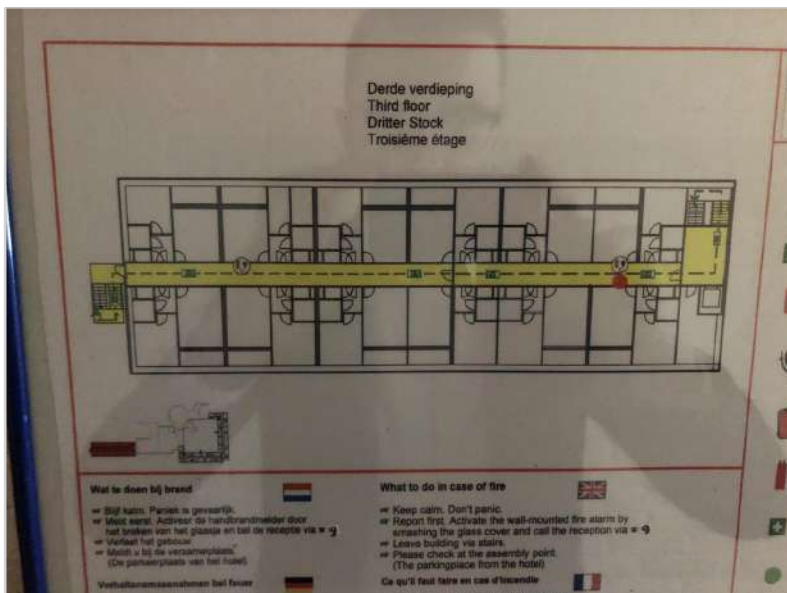 Derde verdieping
Third floor
Dritter Stock
Troisième étage
Wat te doen bij brand
Blijf kalm. Paniek is gevaarlijk.
Meld eerst. Activeer de handbrandmelder door
het breken van het glaasje en bel de receptie via = 9
Verlaat het gebouw.
Meldt u bij de verzamelplaats.
(De parkeerplaats van het hotel)
What to do in case of fire
Keep calm. Don't panic.
Report first. Activate the wall-mounted fire alarm by
smashing the glass cover and call the reception via = 9
Leave building via stairs.
Please check at the assembly point.
(The parkingplace from the hotel)
Verhaltensmassnahmen bei feuer
Ce qu'il faut faire en cas d'incendie